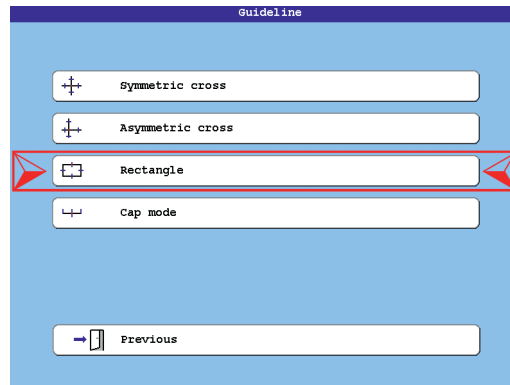 Guideline
Symmetric cross
Asymmetric cross
Rectangle
Cap mode
Previous